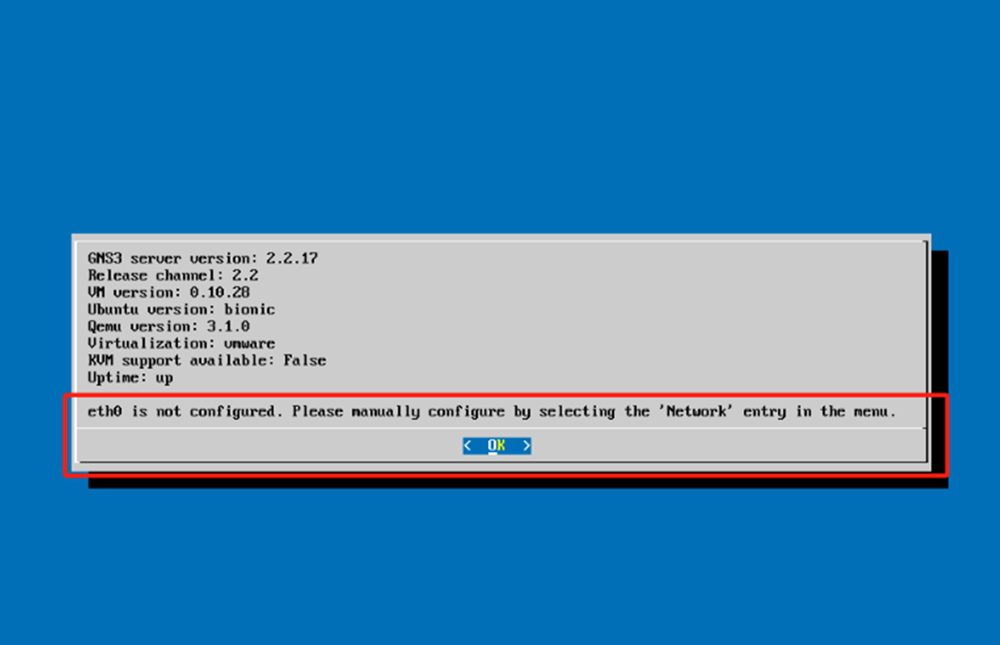 GNS3 server version: 2.2.17
Release channel: 2.2
VM version: 0.10.28
Ubuntu version: bionic
Qemu version: 3.1.0
Virtualization: vmware
KVM support available: False
Uptime: up
eth0 is not configured. Please manually configure by selecting the 'Network' entry in the menu.
< OK >